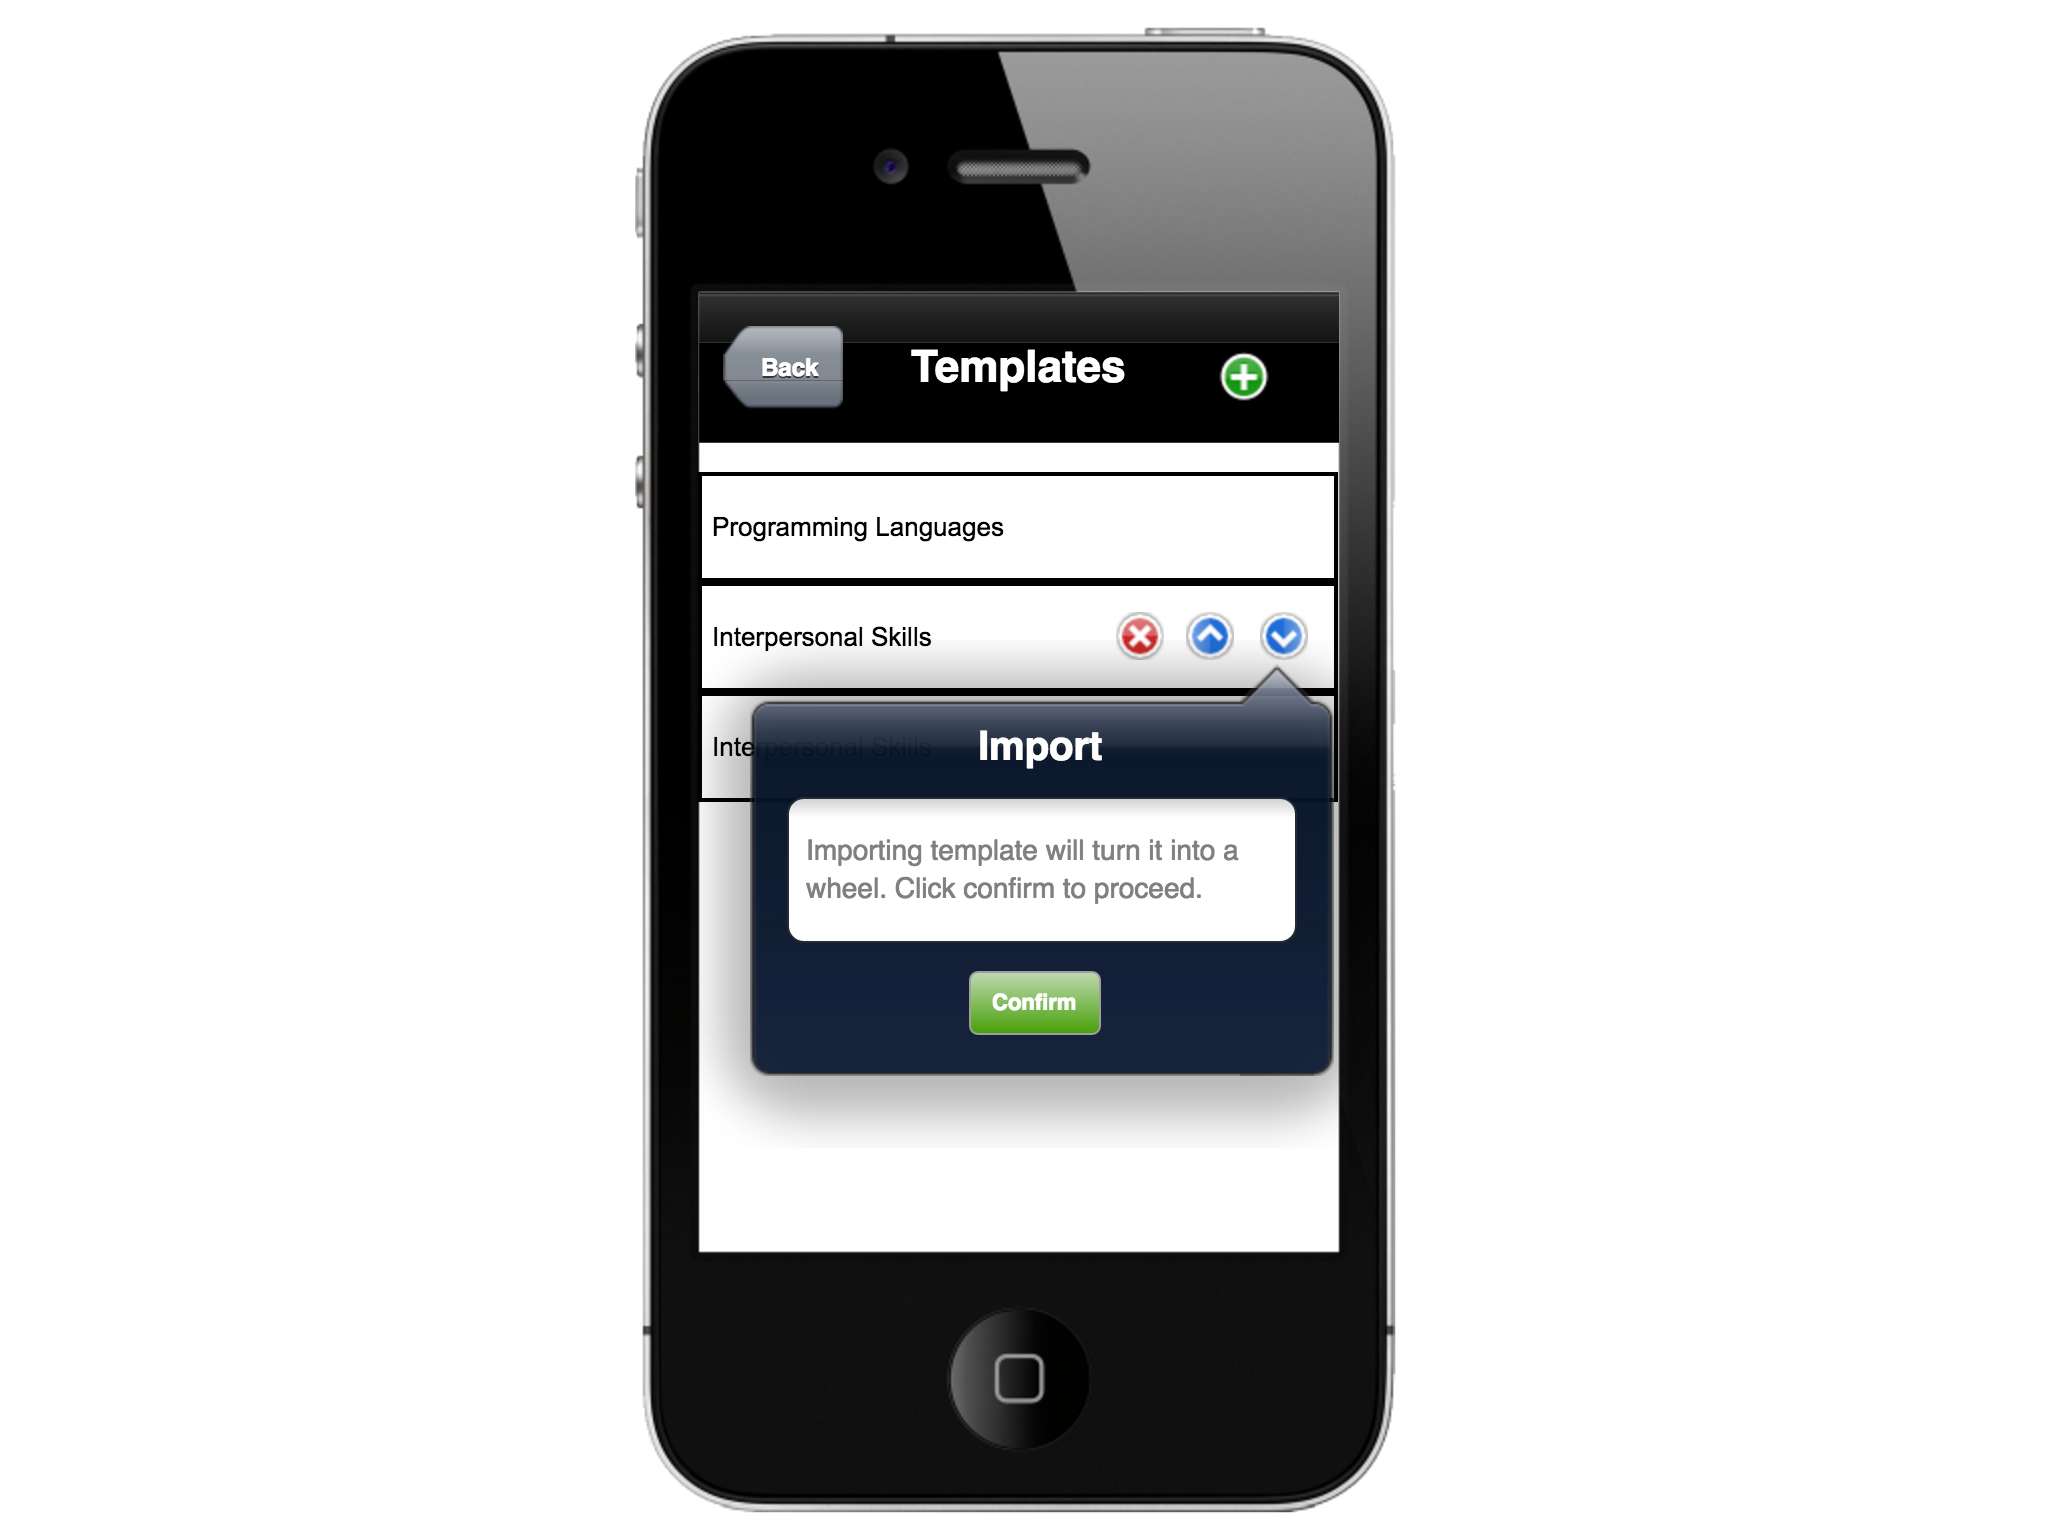 Back
Templates
Programming Languages
Interpersonal Skills
Interpersonal Skills
Import
Importing template will turn it into a
wheel. Click confirm to proceed.
Confirm